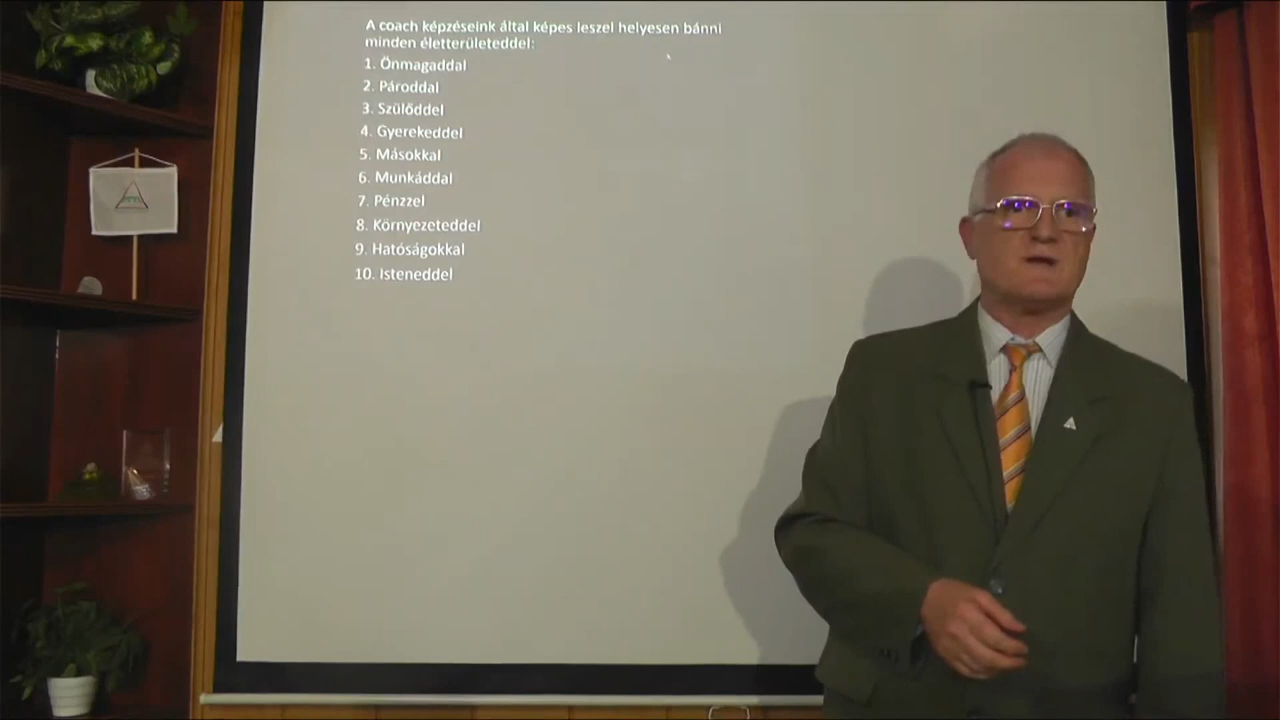 A coach képzéseink által képes leszel helyesen bánni
minden életterületeddel:
1. Önmagaddal
2. Pároddal
3. Szülőddel
4. Gyerekeddel
5. Másokkal
6. Munkáddal
7. Pénzzel
8. Környezeteddel
9. Hatóságokkal
10. Isteneddel